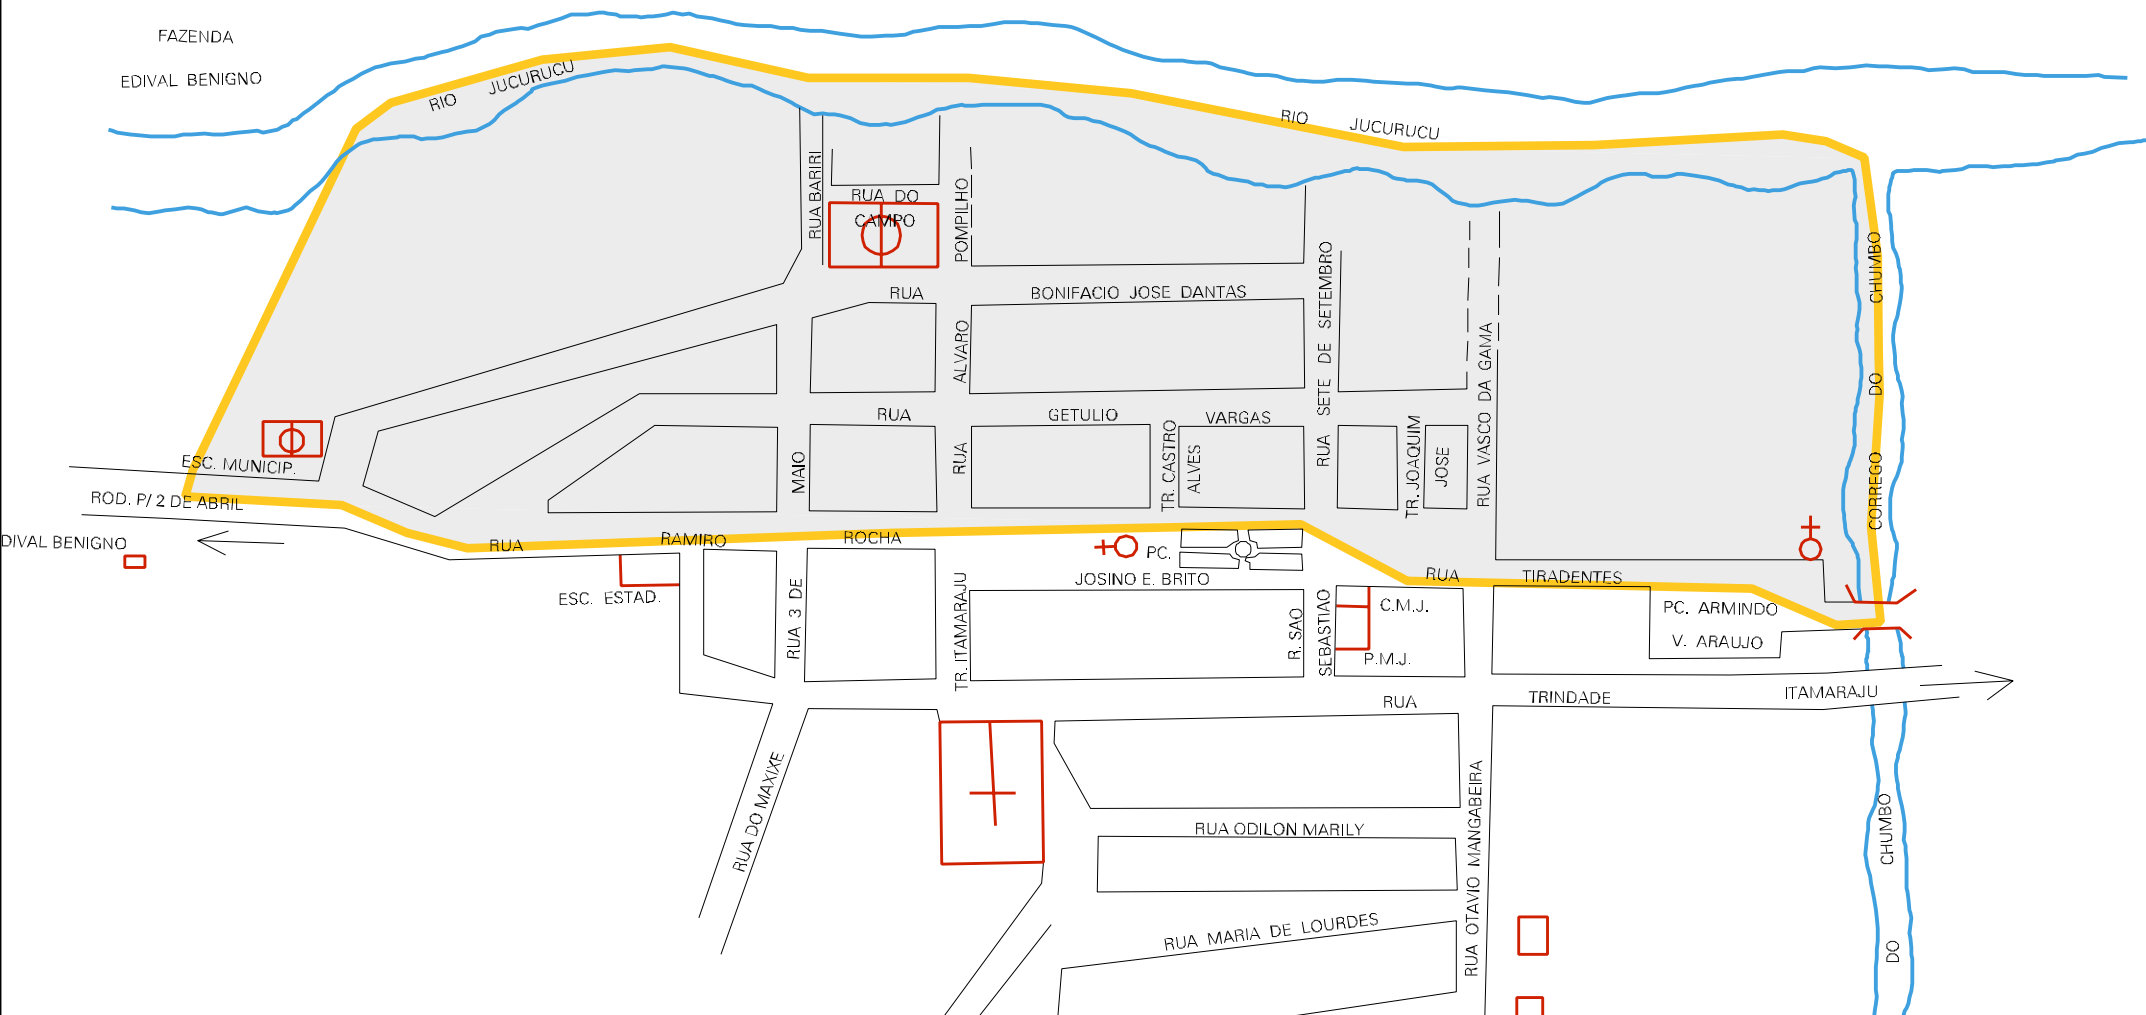 FAZENDA
EDIVAL BENIGNO
RIO JUCURUCU
RIO JUCURUCU
RUA BARIRI
RUA DO
CAMPO
POMPILHO
ALVARO
RUA
RUA BONIFACIO JOSE DANTAS
RUA SETE DE SETEMBRO
RUA VASCO DA GAMA
CORREGO DO CHUMBO
RUA GETULIO VARGAS
MAIO
RUA 3 DE
TR. CASTRO
ALVES
TR. JOAQUIM
JOSE
ESC. MUNICIP.
ROD. P/ 2 DE ABRIL
DIVAL BENIGNO
RUA RAMIRO ROCHA
PC.
JOSINO E. BRITO
ESC. ESTAD.
TR. ITAMARAJU
R. SAO
SEBASTIAO
C.M.J.
P.M.J.
RUA TIRADENTES
PC. ARMINDO
V. ARAUJO
RUA TRINDADE
ITAMARAJU
RUA DO MAXIXE
RUA ODILON MARILY
RUA OTAVIO MANGABEIRA
RUA MARIA DE LOURDES
DO CHUMBO